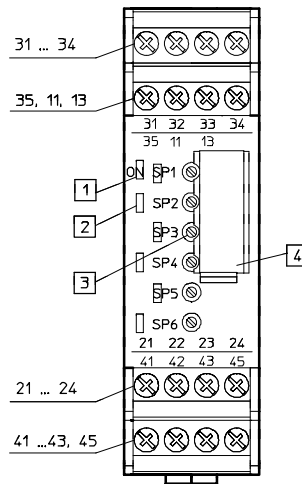 31 ... 34
35, 11, 13
31 32 33 34
35 11 13
ON SP1
1
SP2
2
SP3
4
SP4
3
SP5
SP6
21 22 23 24
41 42 43 45
21 ... 24
41 ...43, 45